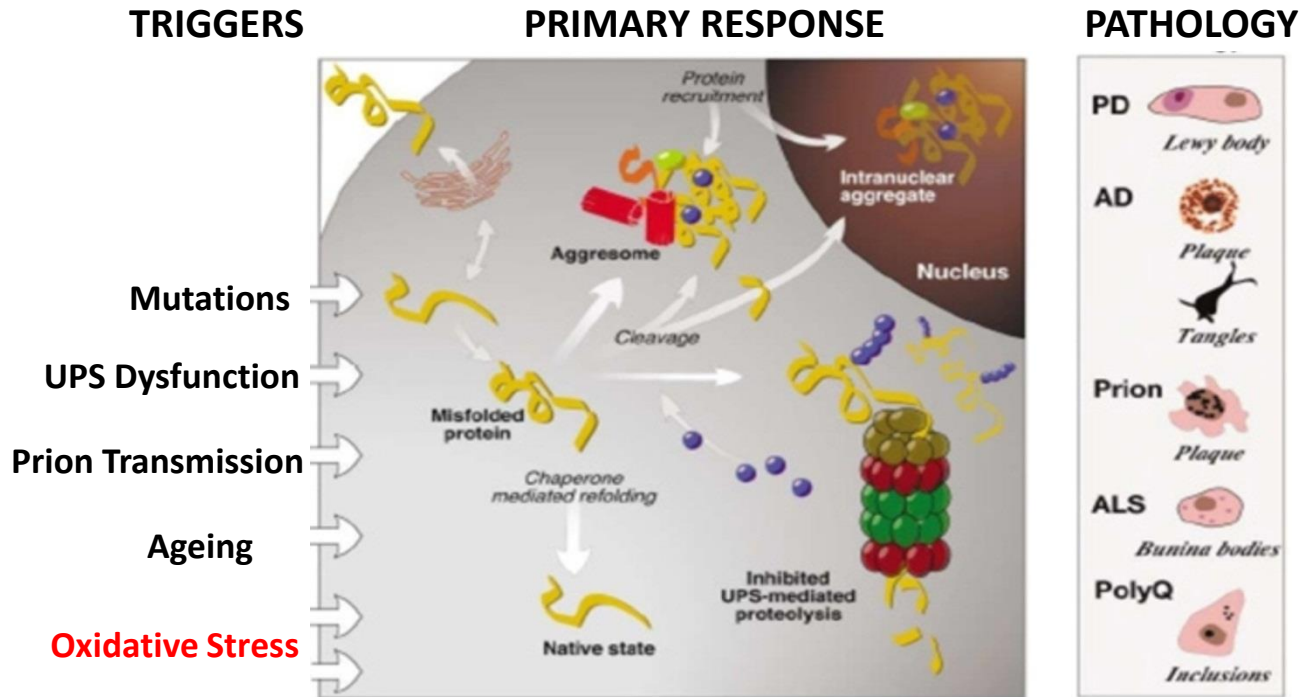 TRIGGERS
PRIMARY RESPONSE
PATHOLOGY
Mutations
UPS Dysfunction
Prion Transmission
Ageing
Oxidative Stress
Protein
recruitment
Intranuclear
aggregate
Nucleus
Aggresome
Cleavage
Misfolded
protein
Chaperone
mediated refolding
Native state
Inhibited
UPS-mediated
proteolysis
PD
Lewy body
AD
Plaque
Tangles
Prion
Plaque
ALS
Bunina bodies
PolyQ
Inclusions